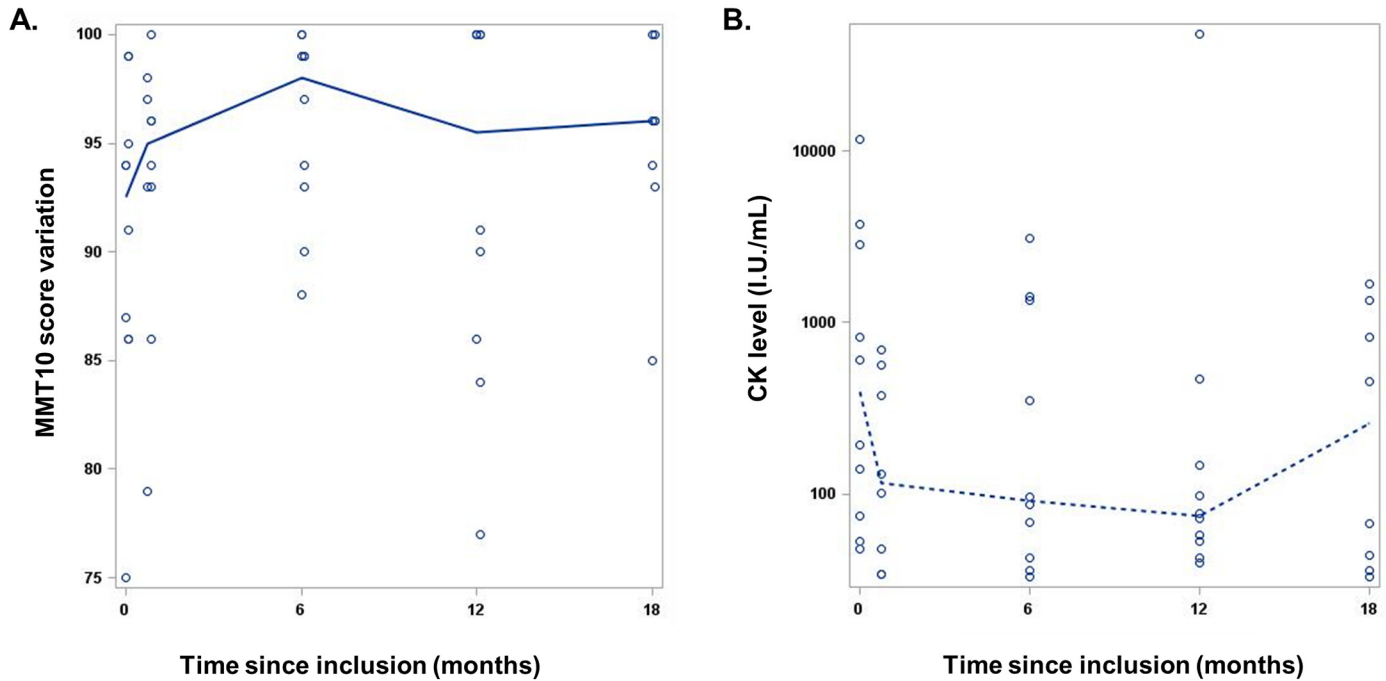 A.
MMT10 score variation
100
95
90
85
80
75
0 6 12 18
Time since inclusion (months)
B.
CK level (I.U./mL)
10000
1000
100
0 6 12 18
Time since inclusion (months)